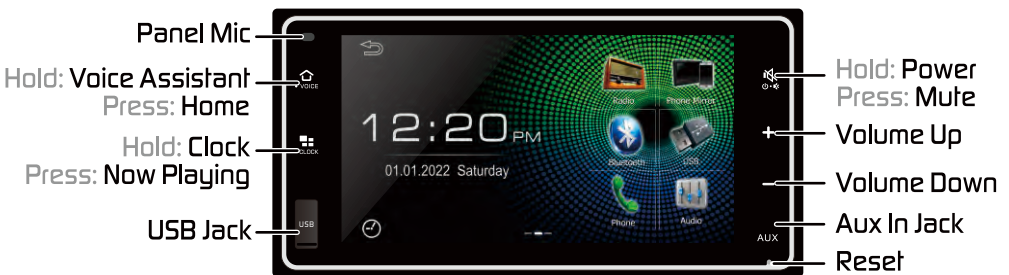 Panel Mic
Hold: Voice Assistant
Press: Home
Hold: Clock
Press: Now Playing
USB Jack
VOICE
CLOCK
USB
12:20 PM
01.01.2022 Saturday
Radio
Phone Mirror
Bluetooth
USB
Phone
Audio
AUX
Hold: Power
Press: Mute
Volume Up
Volume Down
Aux In Jack
Reset